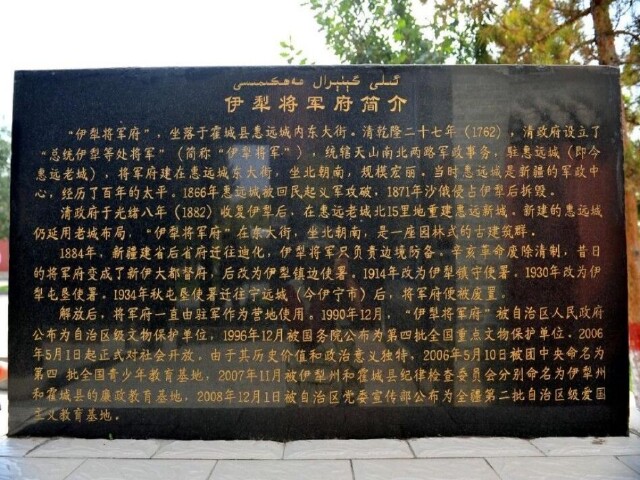 ئىلى گېنېرال مەھكىمىسى
伊犁将军府简介
“伊犁将军府”，坐落于霍城县惠远城内东大街。清乾隆二十七年（1762），清政府设立了
“总统伊犁等处将军”（简称“伊犁将军”），统辖天山南北两路军政事务，驻惠远城（即今
惠远老城），将军府建在惠远城东大街，坐北朝南，规模宏丽。当时惠远城是新疆的军政中
心，经历了百年的太平。1866年惠远城被回民起义军攻破，1871年沙俄侵占伊犁后拆毁。
清政府于光绪八年（1882）收复伊犁后，在惠远老城北15里地重建惠远新城。新建的惠远城
仍延用老城布局，“伊犁将军府”在东大街，坐北朝南，是一座园林式的古建筑群。
1884年，新疆建省后省府迁往迪化，伊犁将军只负责边境防备。辛亥革命废除清制，昔日
的将军府变成了新伊大都督府，后改为伊犁镇边使署。1914年改为伊犁镇守使署。1930年改为伊
犁屯垦使署。1934年秋屯垦使署迁往宁远城（今伊宁市）后，将军府便被废置。
解放后，将军府一直由驻军作为营地使用。1990年12月，“伊犁将军府”被自治区人民政府
公布为自治区级文物保护单位，1996年12月被国务院公布为第四批全国重点文物保护单位。2006
年5月1日起正式对社会开放，由于其历史价值和政治意义独特，2006年5月10日被团中央命名为
第四 批全国青少年教育基地，2007年11月被伊犁州和霍城县纪律检查委员会分别命名为伊犁州
和霍城县的廉政教育基地，2008年12月1日被自治区党委宣传部公布为全疆第二批自治区级爱国
主义教育基地。